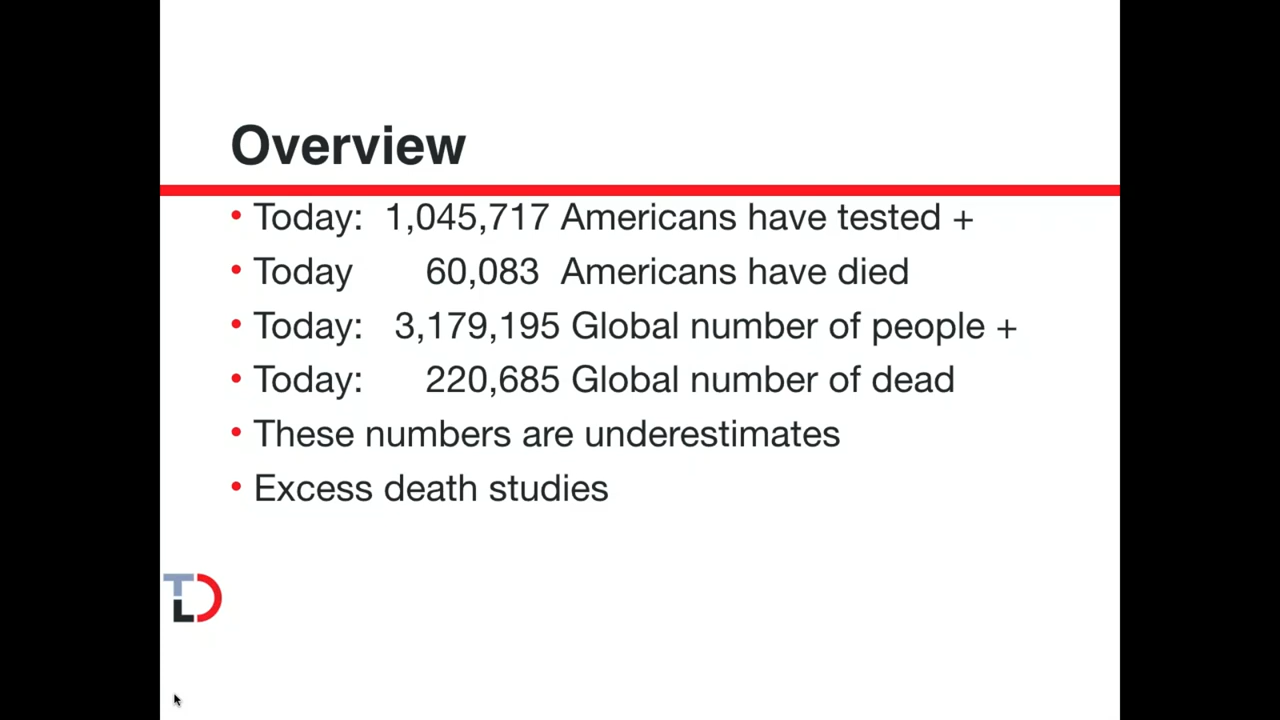 Overview
• Today: 1,045,717 Americans have tested +
• Today 60,083 Americans have died
• Today: 3,179,195 Global number of people +
• Today: 220,685 Global number of dead
• These numbers are underestimates
• Excess death studies
TLD